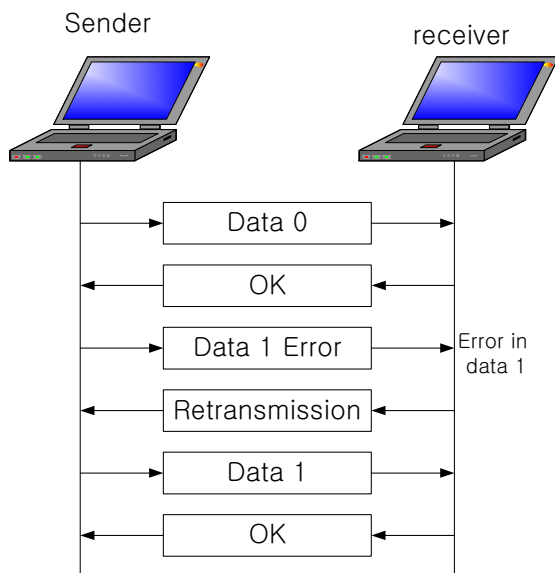 Sender
receiver
Data 0
OK
Data 1 Error
Error in
data 1
Retransmission
Data 1
OK